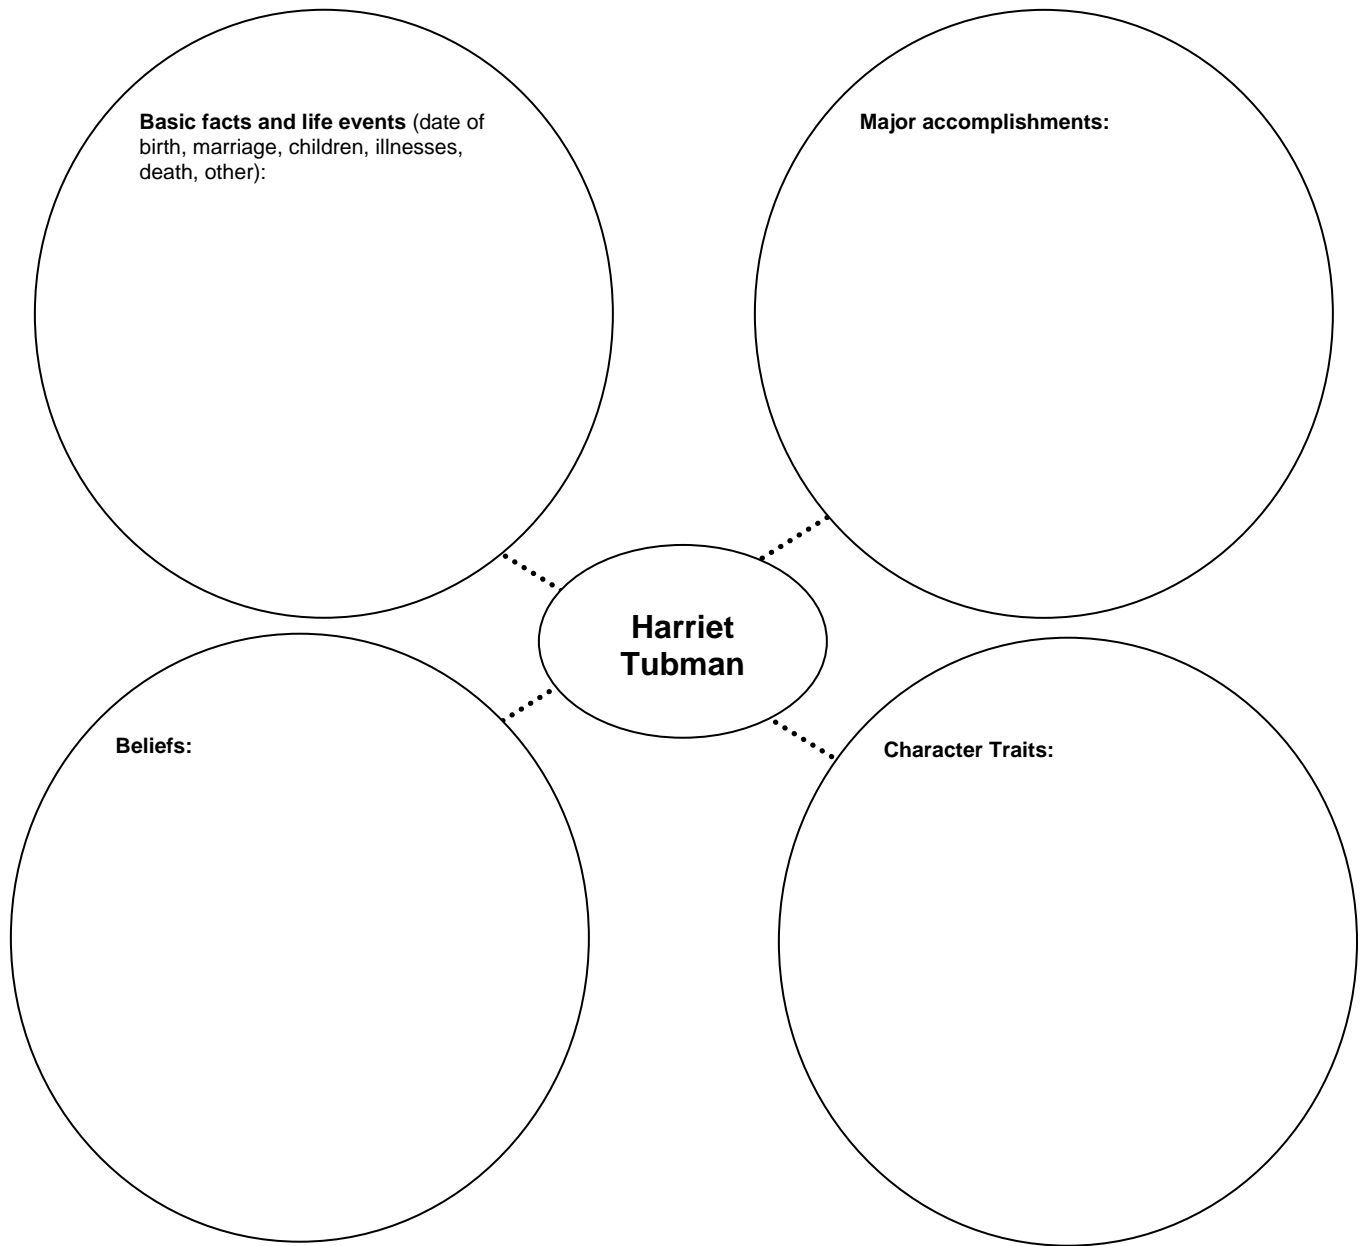 Basic facts and life events (date of
birth, marriage, children, illnesses,
death, other):
Major accomplishments:
Harriet
Tubman
Beliefs:
Character Traits: